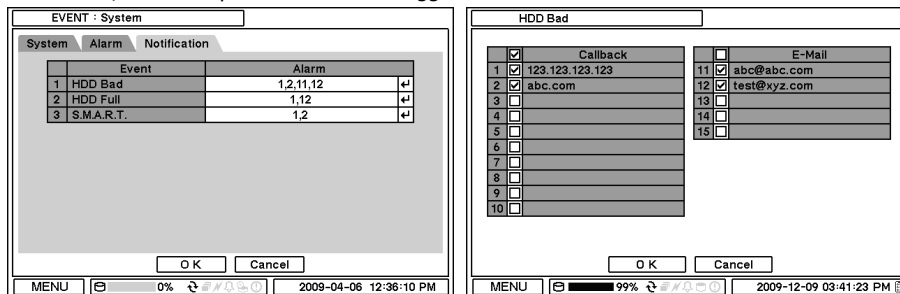 EVENT : System
System Alarm Notification
Event Alarm
1 HDD Bad 1,2,11,12
2 HDD Full 1,12
3 S.M.A.R.T. 1,2
O K Cancel
MENU 0% 2009-04-06 12:36:10 PM
HDD Bad
Callback
1 123.123.123.123
2 abc.com
3
4
5
6
7
8
9
10
E-Mail
11 abc@abc.com
12 test@xyz.com
13
14
15
O K Cancel
MENU 99% 2009-12-09 03:41:23 PM